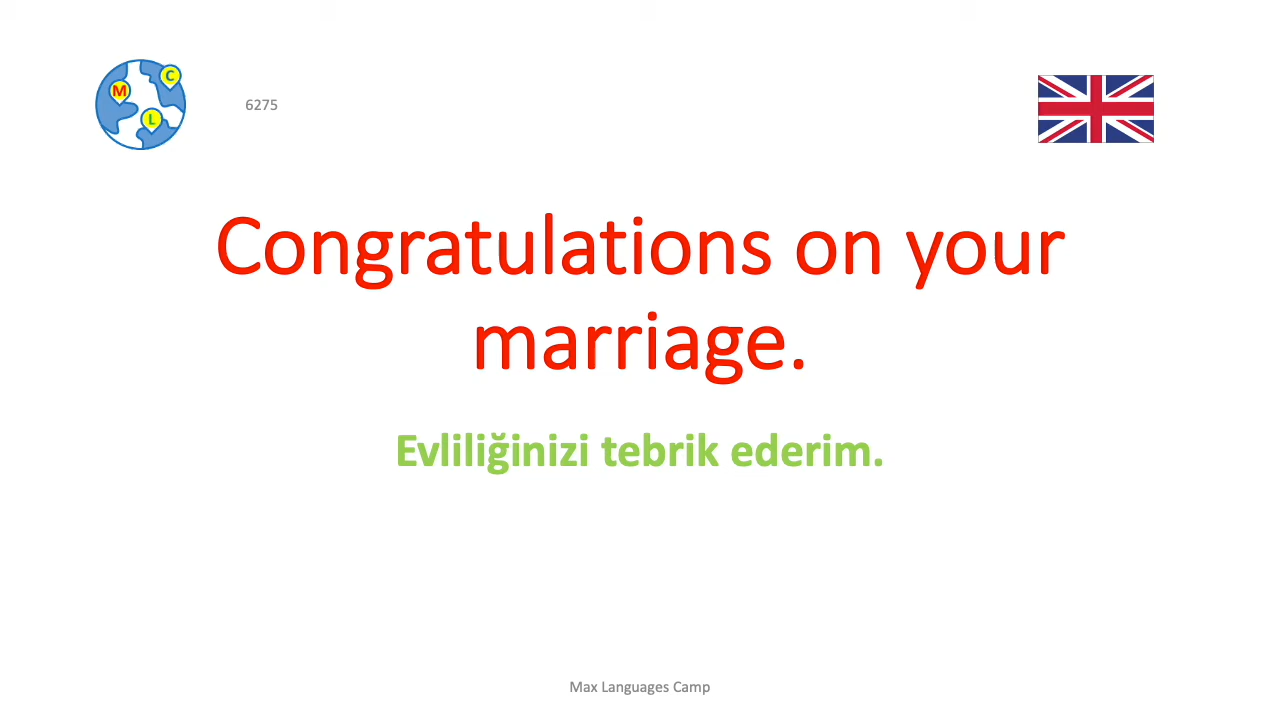 M
C
L
6275
Congratulations on your
marriage.
Evliliğinizi tebrik ederim.
Max Languages Camp